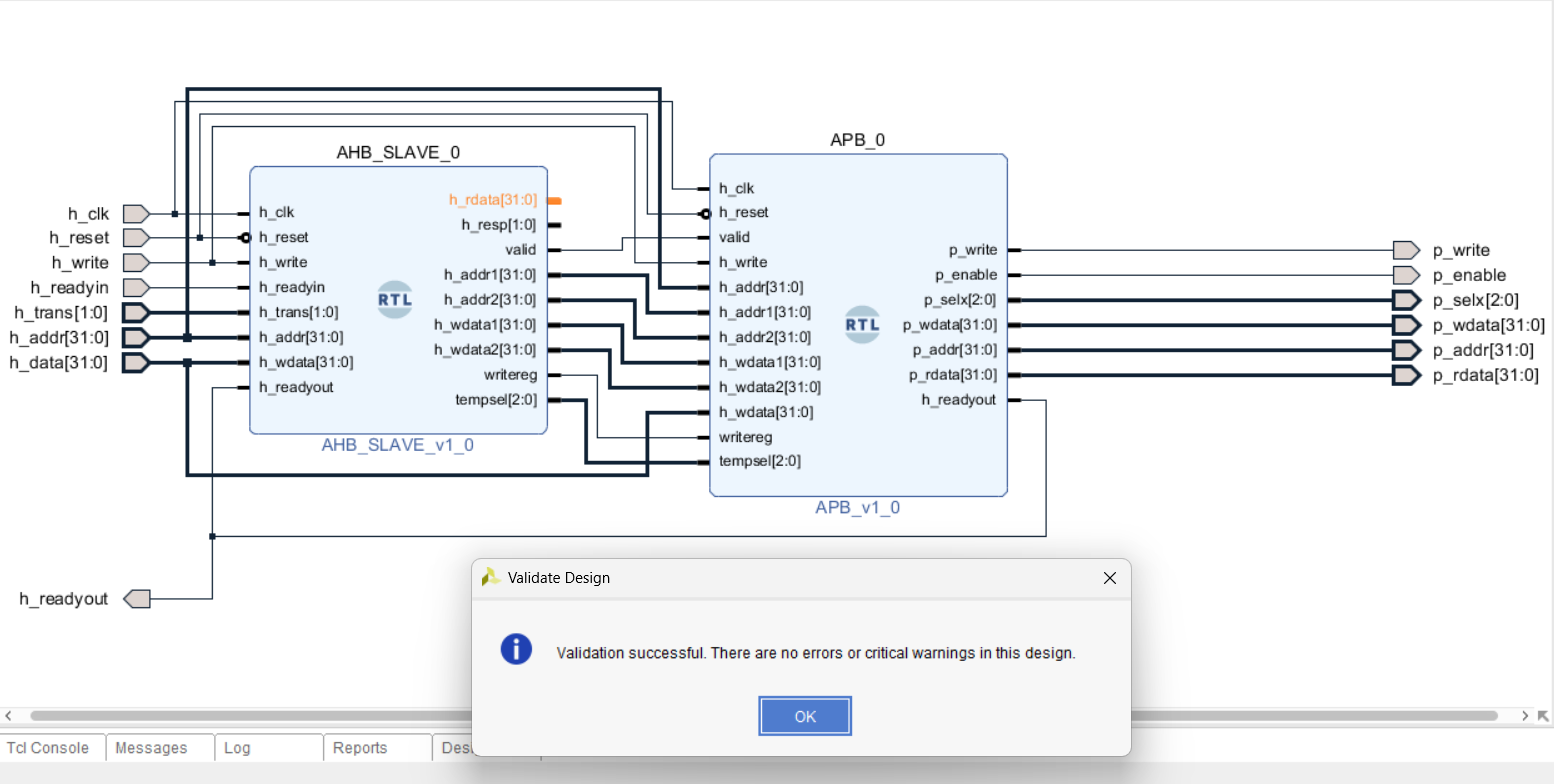 AHB_SLAVE_0
APB_0
h_clk
h_reset
h_write
h_readyin
h_trans[1:0]
h_addr[31:0]
h_data[31:0]
h_readyout
h_clk
h_reset
h_write
h_readyin
h_trans[1:0]
h_addr[31:0]
h_wdata[31:0]
h_readyout
RTL
h_rdata[31:0]
h_resp[1:0]
valid
h_addr1[31:0]
h_addr2[31:0]
h_wdata1[31:0]
h_wdata2[31:0]
writereg
tempsel[2:0]
AHB_SLAVE_v1_0
h_clk
h_reset
valid
h_write
h_addr[31:0]
h_addr1[31:0]
h_addr2[31:0]
h_wdata1[31:0]
h_wdata2[31:0]
h_wdata[31:0]
writereg
tempsel[2:0]
RTL
p_write
p_enable
p_selx[2:0]
p_wdata[31:0]
p_addr[31:0]
p_rdata[31:0]
h_readyout
APB_v1_0
p_write
p_enable
p_selx[2:0]
p_wdata[31:0]
p_addr[31:0]
p_rdata[31:0]
Validate Design
Validation successful. There are no errors or critical warnings in this design.
OK
Tcl Console
Messages
Log
Reports